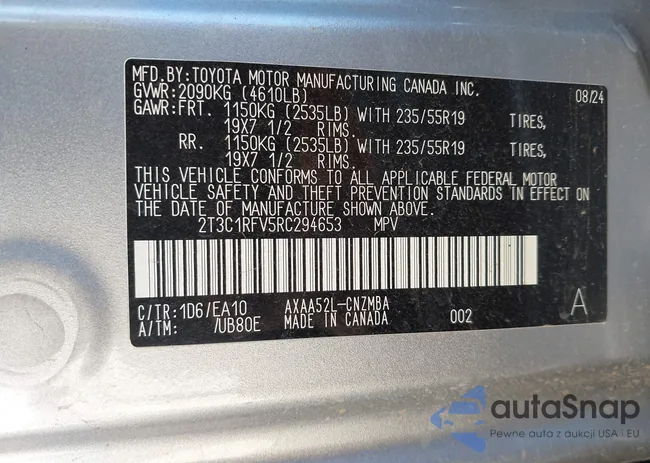 MFD.BY:TOYOTA MOTOR MANUFACTURING CANADA INC.
GVWR:2090KG (4610LB) 08/24
GAWR:FRT. 1150KG (2535LB) WITH 235/55R19 TIRES,
19X7 1/2 RIMS.
RR. 1150KG (2535LB) WITH 235/55R19 TIRES,
19X7 1/2 RIMS.
THIS VEHICLE CONFORMS TO ALL APPLICABLE FEDERAL MOTOR
VEHICLE SAFETY AND THEFT PREVENTION STANDARDS IN EFFECT ON
THE DATE OF MANUFACTURE SHOWN ABOVE.
2T3C1RFV5RC294653 MPV
C/TR:1D6/EA10 AXAA52L-CNZMBA
A/TM: /UB80E MADE IN CANADA 002 A
autaSnap
Pewne auta z aukcji USA i EU